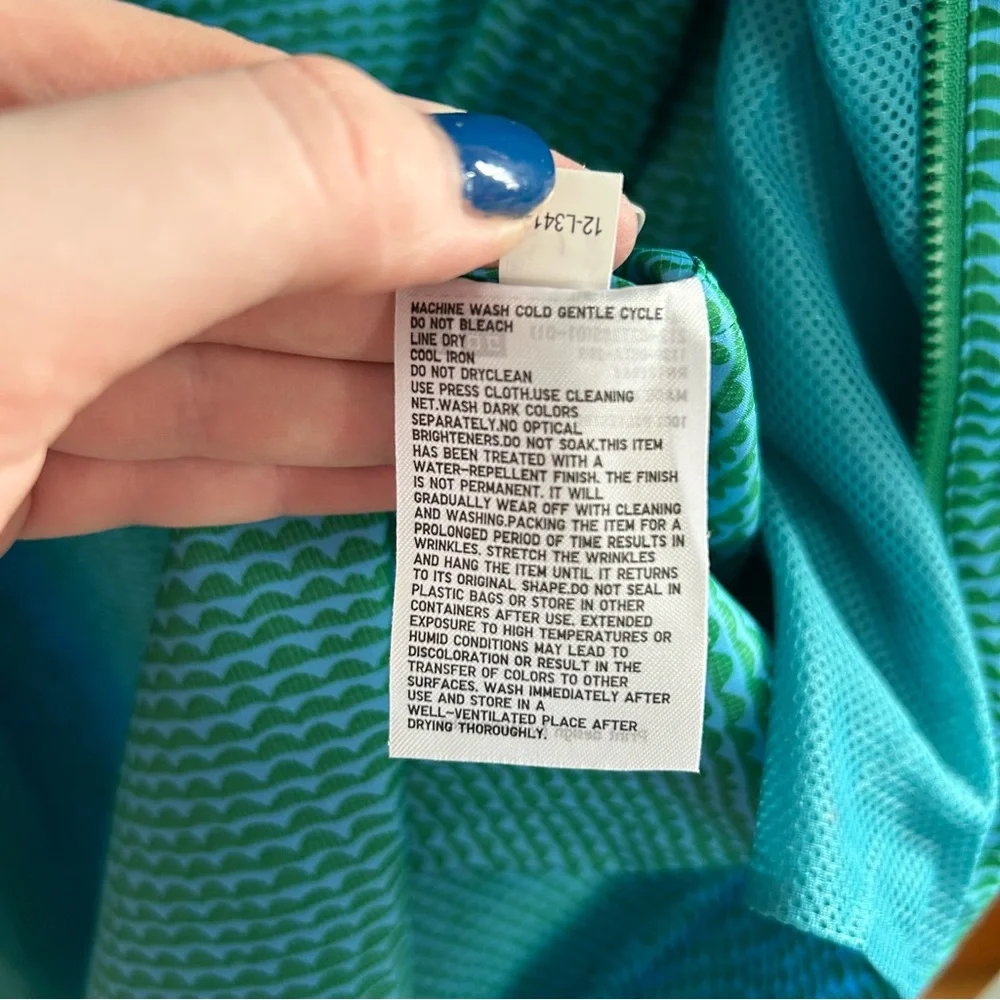 12-L341
MACHINE WASH COLD GENTLE CYCLE
DO NOT BLEACH
LINE DRY
COOL IRON
DO NOT DRYCLEAN
USE PRESS CLOTH.USE CLEANING
NET.WASH DARK COLORS
SEPARATELY.NO OPTICAL
BRIGHTENERS.DO NOT SOAK.THIS ITEM
HAS BEEN TREATED WITH A
WATER-REPELLENT FINISH. THE FINISH
IS NOT PERMANENT. IT WILL
GRADUALLY WEAR OFF WITH CLEANING
AND WASHING.PACKING THE ITEM FOR A
PROLONGED PERIOD OF TIME RESULTS IN
WRINKLES. STRETCH THE WRINKLES
AND HANG THE ITEM UNTIL IT RETURNS
TO ITS ORIGINAL SHAPE.DO NOT SEAL IN
PLASTIC BAGS OR STORE IN OTHER
CONTAINERS AFTER USE. EXTENDED
EXPOSURE TO HIGH TEMPERATURES OR
HUMID CONDITIONS MAY LEAD TO
DISCOLORATION OR RESULT IN THE
TRANSFER OF COLORS TO OTHER
SURFACES. WASH IMMEDIATELY AFTER
USE AND STORE IN A
WELL-VENTILATED PLACE AFTER
DRYING THOROUGHLY.